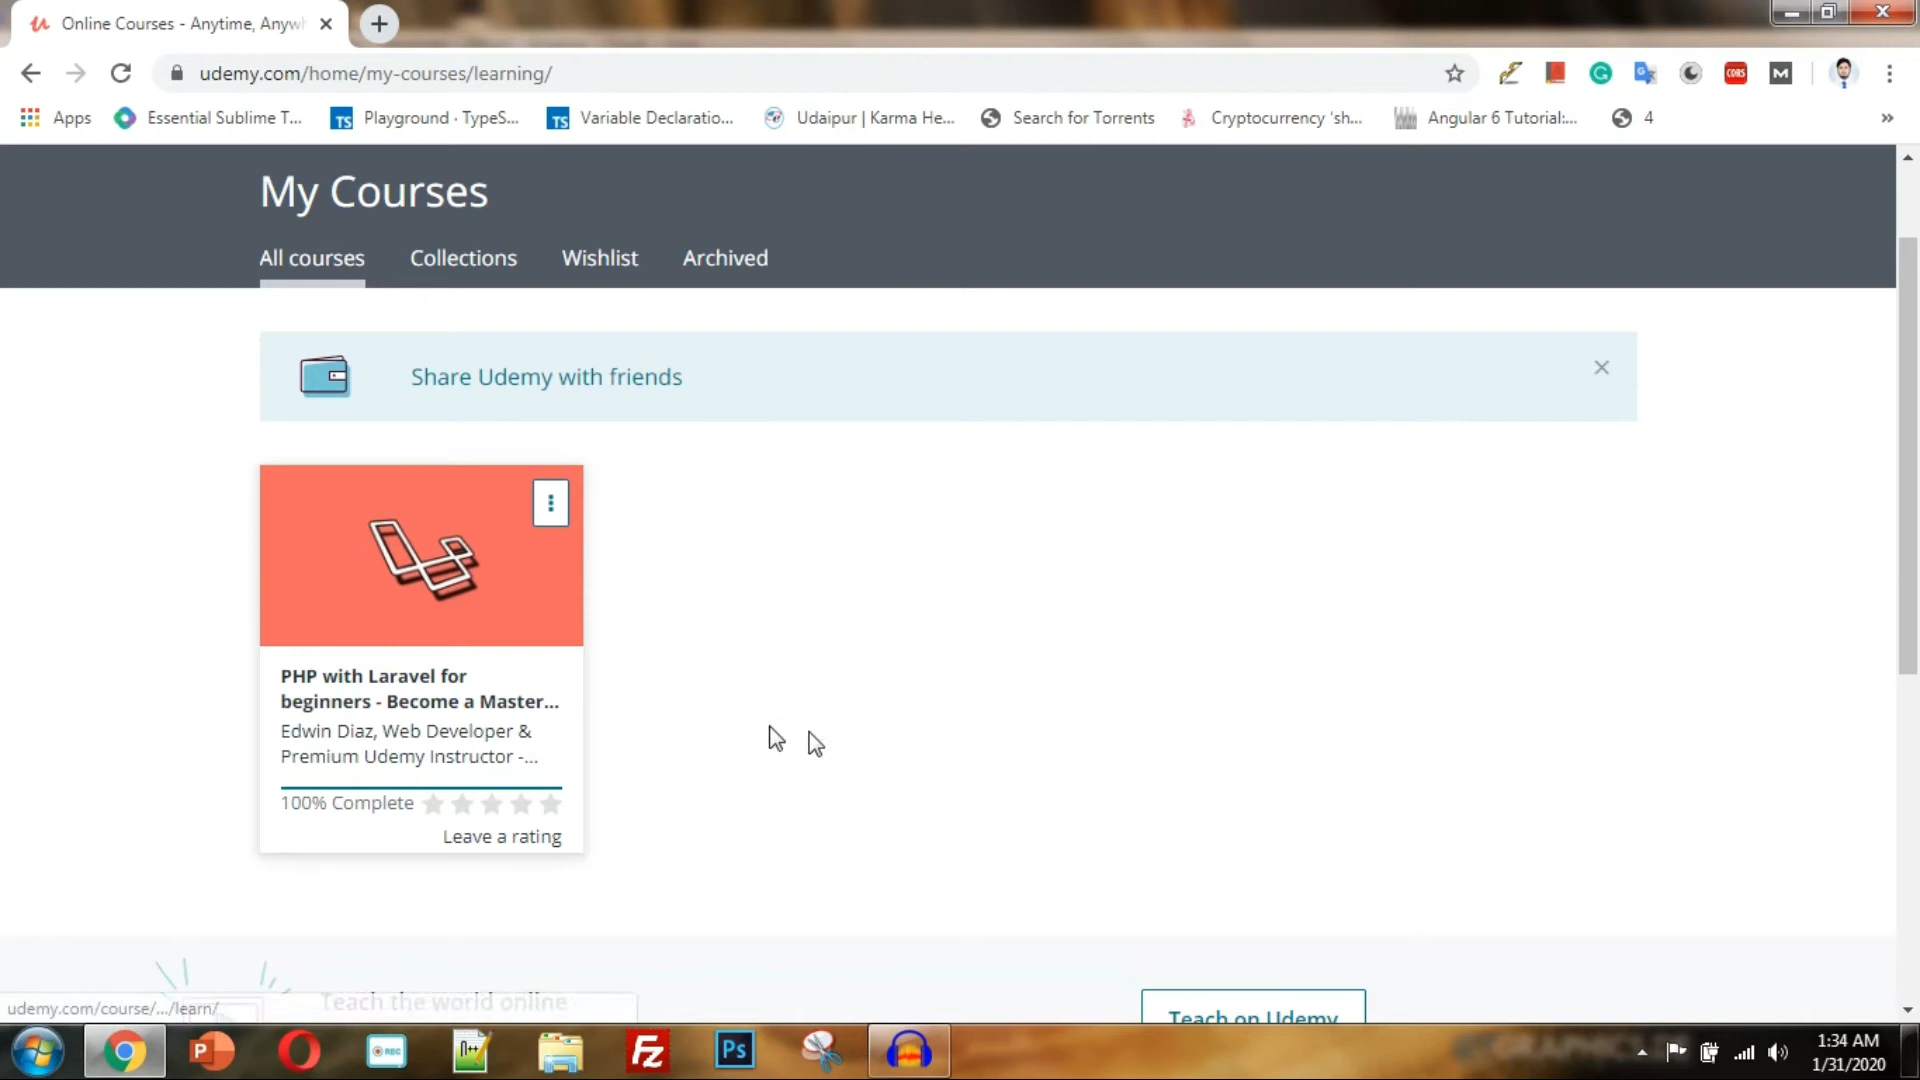 Online Courses - Anytime, Anywh
udemy.com/home/my-courses/learning/
Apps
Essential Sublime T...
Playground · TypeS...
Variable Declaratio...
Udaipur | Karma He...
Search for Torrents
Cryptocurrency 'sh...
Angular 6 Tutorial:...
4
»
My Courses
All courses
Collections
Wishlist
Archived
Share Udemy with friends
PHP with Laravel for
beginners - Become a Master...
Edwin Diaz, Web Developer &
Premium Udemy Instructor -...
100% Complete
Leave a rating
Teach the world online
Teach on Udemy
udemy.com/course/.../learn/
1:34 AM
1/31/2020